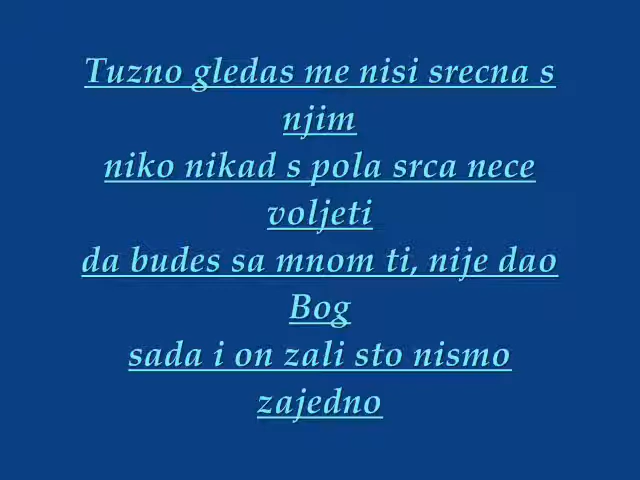 Tuzno gledas me nisi srecna s
njim
niko nikad s pola srca nece
voljeti
da budes sa mnom ti, nije dao
Bog
sada i on zali sto nismo
zajedno